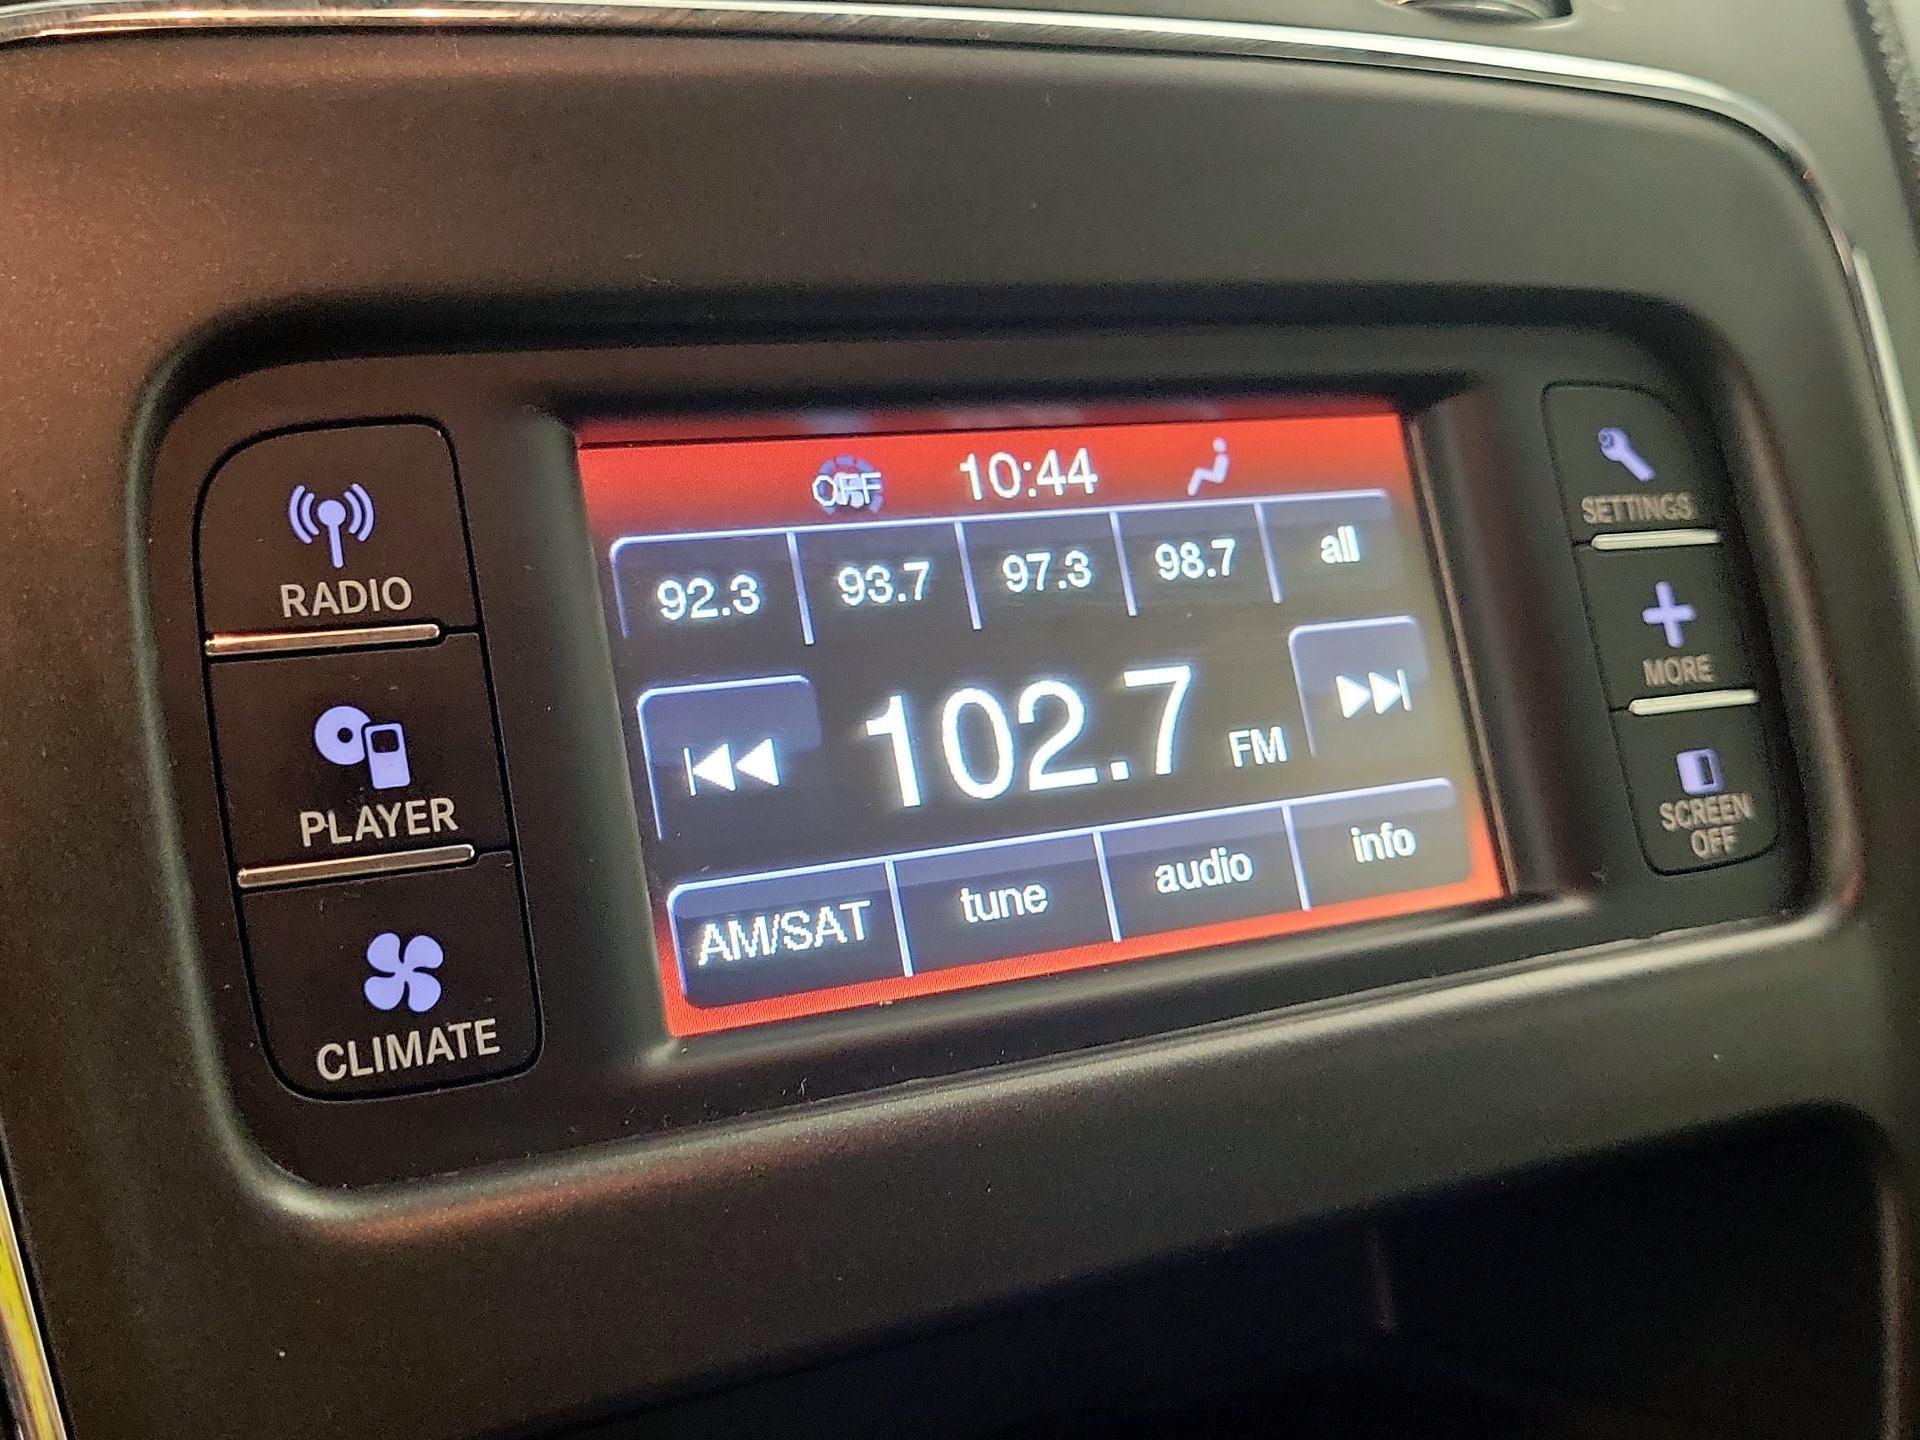 RADIO
PLAYER
CLIMATE
OFF 10:44
92.3 93.7 97.3 98.7 all
102.7 FM
AM/SAT tune audio info
SETTINGS
MORE
SCREEN
OFF